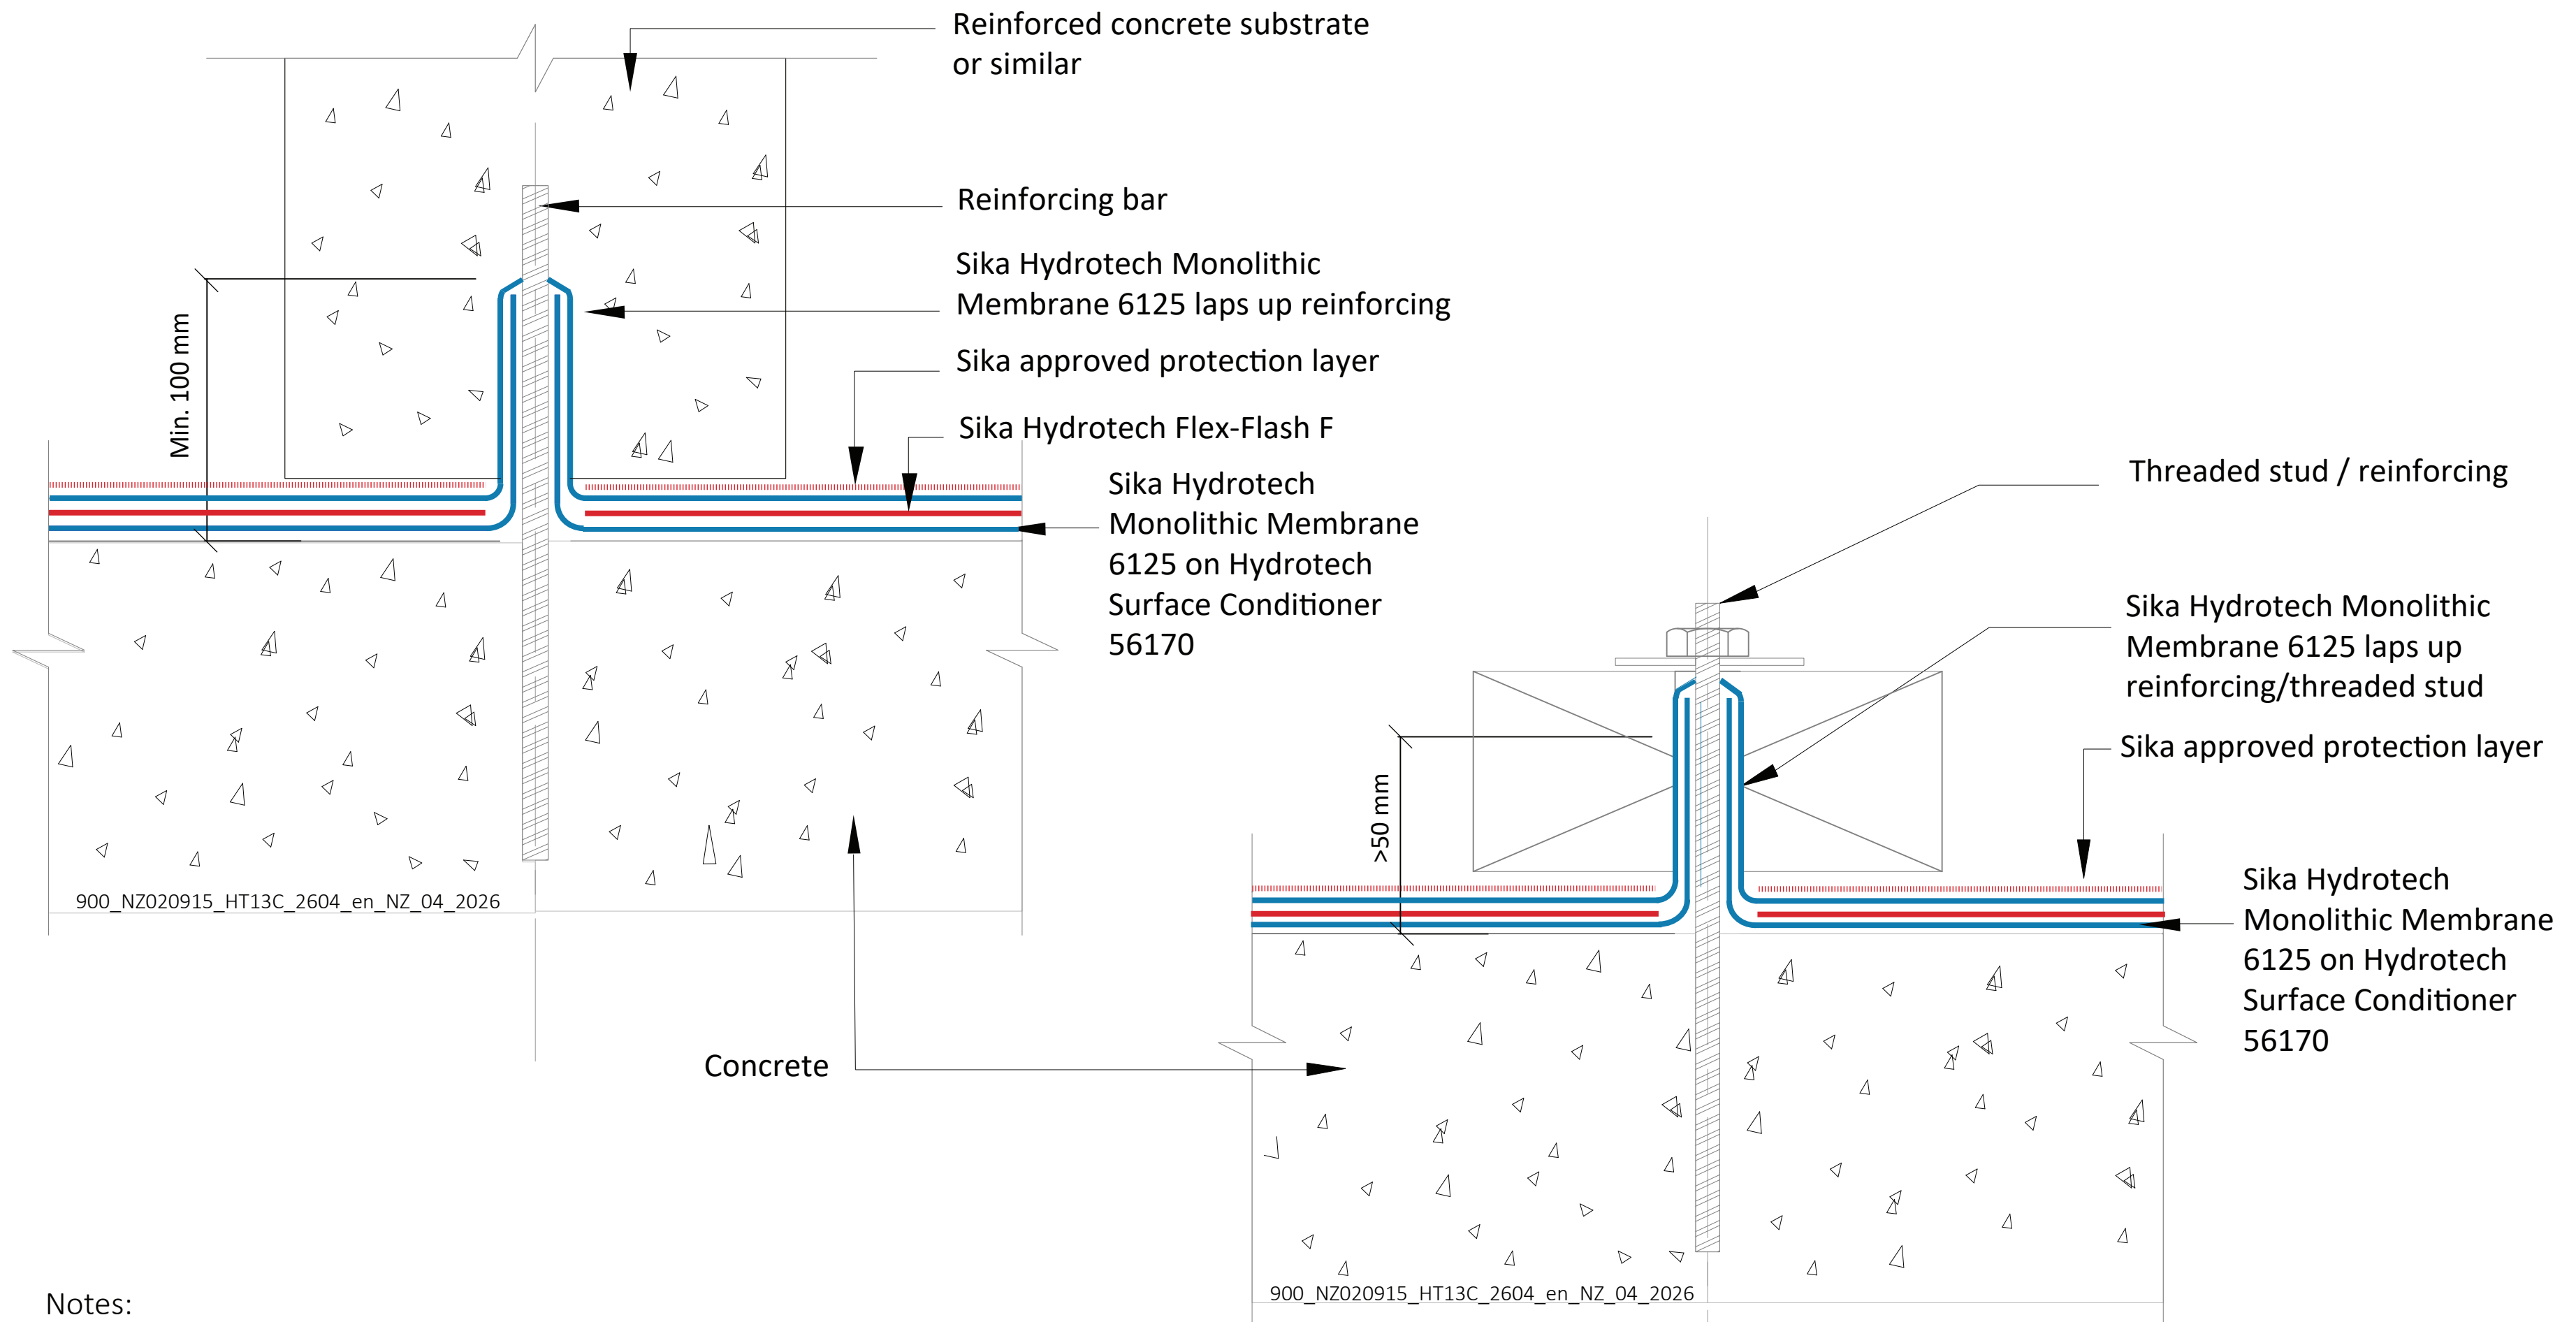 Reinforced concrete substrate
or similar
Reinforcing bar
Sika Hydrotech Monolithic
Membrane 6125 laps up reinforcing
Min. 100 mm
Sika approved protection layer
Sika Hydrotech Flex-Flash F
Sika Hydrotech
Monolithic Membrane
6125 on Hydrotech
Surface Conditioner
56170
900_NZ020915_HT13C_2604_en_NZ_04_2026
Concrete
Threaded stud / reinforcing
Sika Hydrotech Monolithic
Membrane 6125 laps up
reinforcing/threaded stud
>50 mm
Sika approved protection layer
Sika Hydrotech
Monolithic Membrane
6125 on Hydrotech
Surface Conditioner
56170
900_NZ020915_HT13C_2604_en_NZ_04_2026
Notes: